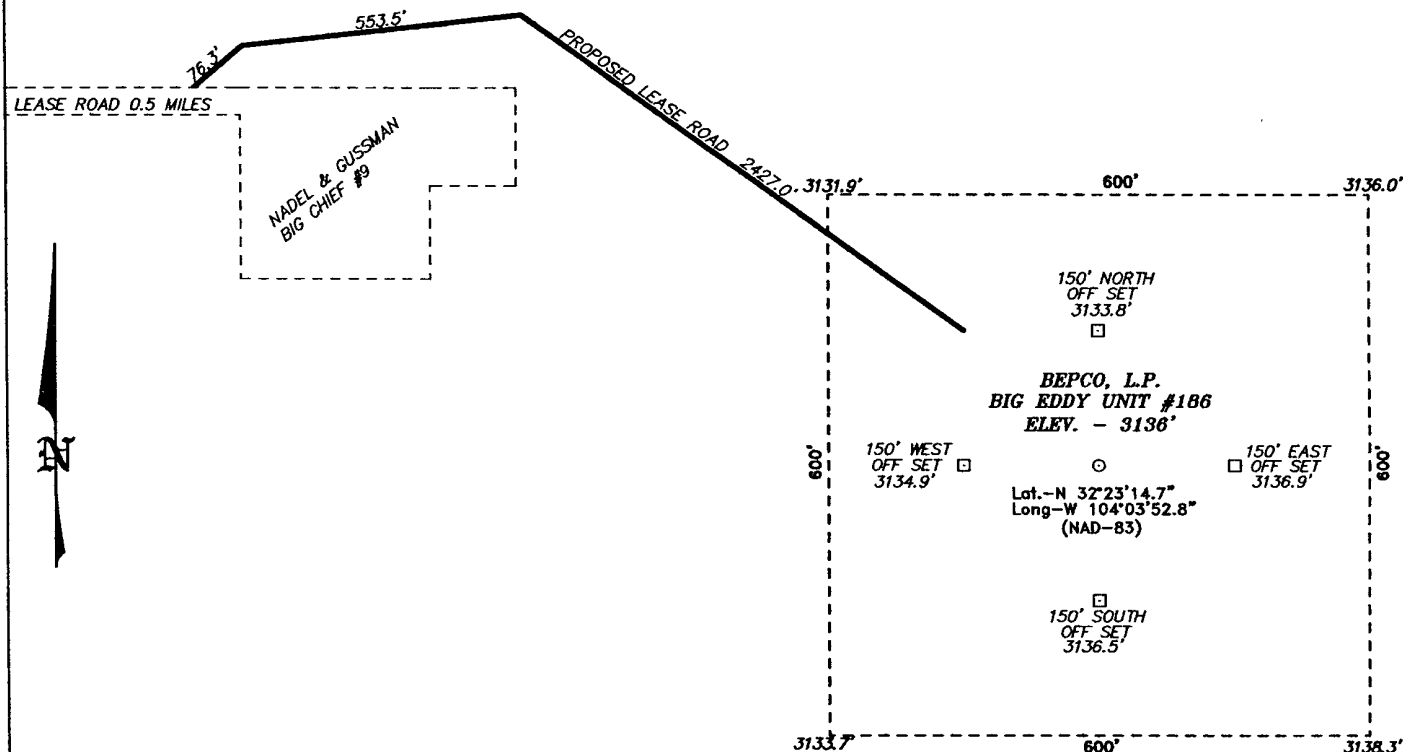 553.5'
76.3'
PROPOSED LEASE ROAD 2427.0'
LEASE ROAD 0.5 MILES
NADEL & GUSSMAN
BIG CHIEF #9
3131.9'
600'
3136.0'
150' NORTH
OFF SET
3133.8'
BEPCO, L.P.
BIG EDDY UNIT #186
ELEV. - 3136'
N
600'
150' WEST
OFF SET
3134.9'
150' EAST
OFF SET
3136.9'
600'
Lat.-N 32°23'14.7"
Long-W 104°03'52.8"
(NAD-83)
150' SOUTH
OFF SET
3136.5'
3133.7'
600'
3138.3'